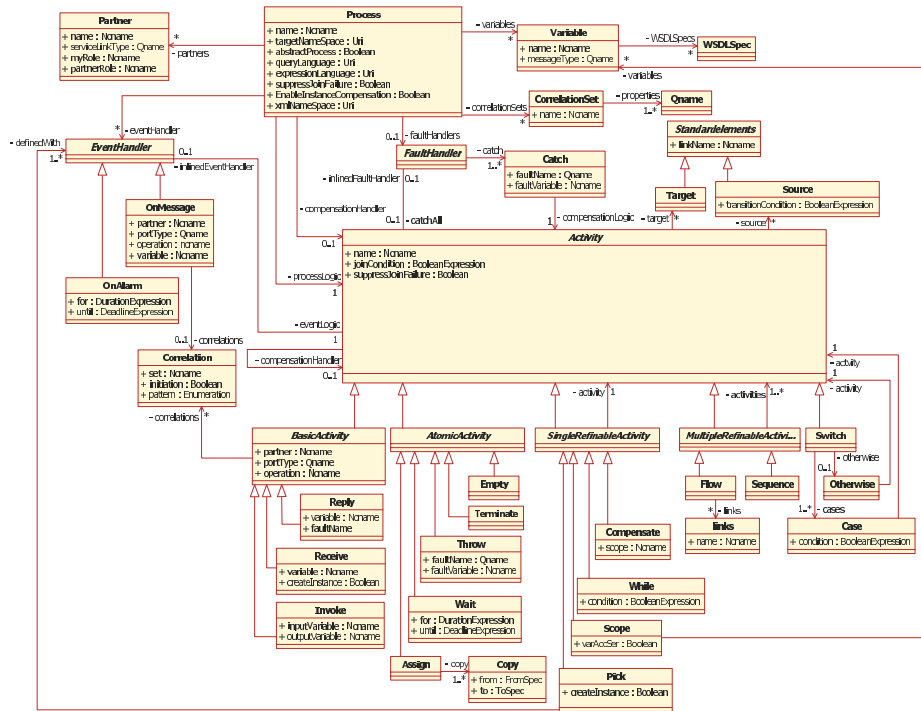 Process
+ name : Ncname
+ targetNameSpace : Uri
+ abstractProcess : Boolean
+ queryLanguage : Uri
+ expressionLanguage : Uri
+ suppressJoinFailure : Boolean
+ EnableInstanceCompensation : Boolean
+ xmlNameSpace : Uri
Partner
+ name : Ncname
+ serviceLinkType : Qname
+ myRole : Ncname
+ partnerRole : Ncname
*
- partners
- variables
*
Variable
+ name : Ncname
+ messageType : Qname
- WSDLSpecs
*
WSDLSpec
*
- variables
- correlationSets
*
CorrelationSet
+ name : Ncname
- properties
1..*
Qname
Standardelements
+ linkName : Ncname
* - eventHandler
- definedWith
1..*
EventHandler
0..1
- inlinedEventHandler
- faultHandlers
0..1
FaultHandler
- catch
1..*
Catch
+ faultName : Qname
+ faultVariable : Ncname
- inlinedFaultHandler 0..1
0..1 - catchAll
1 - compensationLogic
Target
- target *
Source
+ transitionCondition : BooleanExpression
- source *
OnMessage
+ partner : Ncname
+ portType : Qname
+ operation : ncname
+ variable : Ncname
- compensationHandler
0..1
Activity
+ name : Ncname
+ joinCondition : BooleanExpression
+ suppressJoinFailure : Boolean
OnAlarm
+ for : DurationExpression
+ until : DeadlineExpression
- processLogic
1
- eventLogic
1
0..1 - correlations
- compensationHandler
0..1
Correlation
+ set : Ncname
+ initiation : Boolean
+ pattern : Enumeration
- correlations *
1
- activity
1
- activity
- activity 1
- activities 1..*
BasicActivity
+ partner : Ncname
+ portType : Qname
+ operation : Ncname
AtomicActivity
SingleRefinableActivity
MultipleRefinableActivi...
Switch
- otherwise
0..1
Otherwise
Empty
Flow
Sequence
* - links
links
+ name : Ncname
1..* - cases
Case
+ condition : BooleanExpression
Reply
+ variable : Ncname
+ faultName
Terminate
Compensate
+ scope : Ncname
Receive
+ variable : Ncname
+ createInstance : Boolean
Throw
+ faultName : Qname
+ faultVariable : Ncname
While
+ condition : BooleanExpression
Invoke
+ inputVariable : Ncname
+ outputVariable : Ncname
Wait
+ for : DurationExpression
+ until : DeadlineExpression
Scope
+ varAccSer : Boolean
Assign
- copy
1..*
Copy
+ from : FromSpec
+ to : ToSpec
Pick
+ createInstance : Boolean